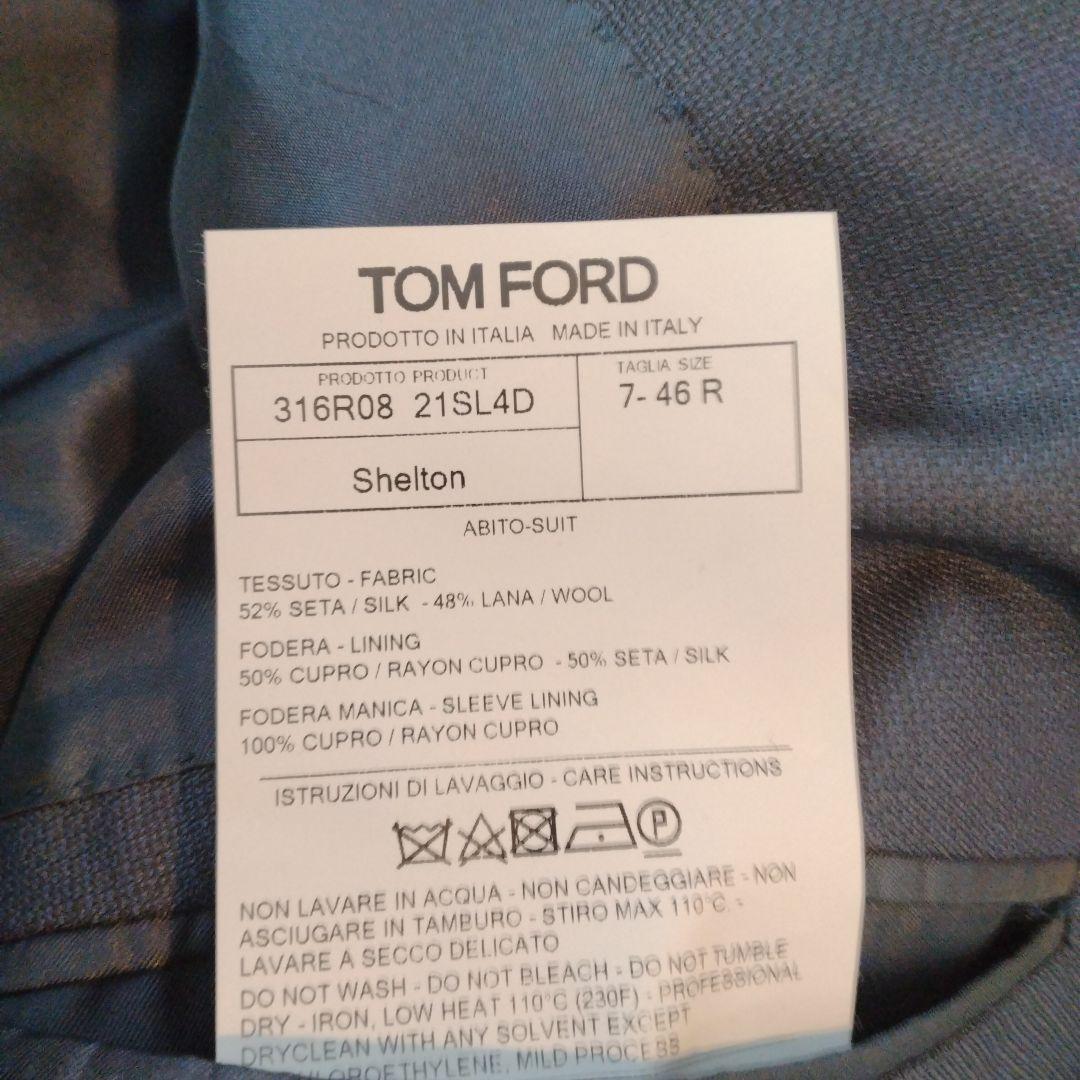 TOM FORD
PRODOTTO IN ITALIA MADE IN ITALY
PRODOTTO PRODUCT
316R08 21SL4D
TAGLIA SIZE
7- 46 R
Shelton
ABITO-SUIT
TESSUTO - FABRIC
52% SETA / SILK - 48% LANA / WOOL
FODERA - LINING
50% CUPRO / RAYON CUPRO - 50% SETA / SILK
FODERA MANICA - SLEEVE LINING
100% CUPRO / RAYON CUPRO
ISTRUZIONI DI LAVAGGIO - CARE INSTRUCTIONS
P
NON LAVARE IN ACQUA - NON CANDEGGIARE - NON
ASCIUGARE IN TAMBURO - STIRO MAX 110°C. -
LAVARE A SECCO DELICATO
DO NOT WASH - DO NOT BLEACH - DO NOT TUMBLE
DRY - IRON, LOW HEAT 110°C (230F) - PROFESSIONAL
DRYCLEAN WITH ANY SOLVENT EXCEPT
MILD PROCESS